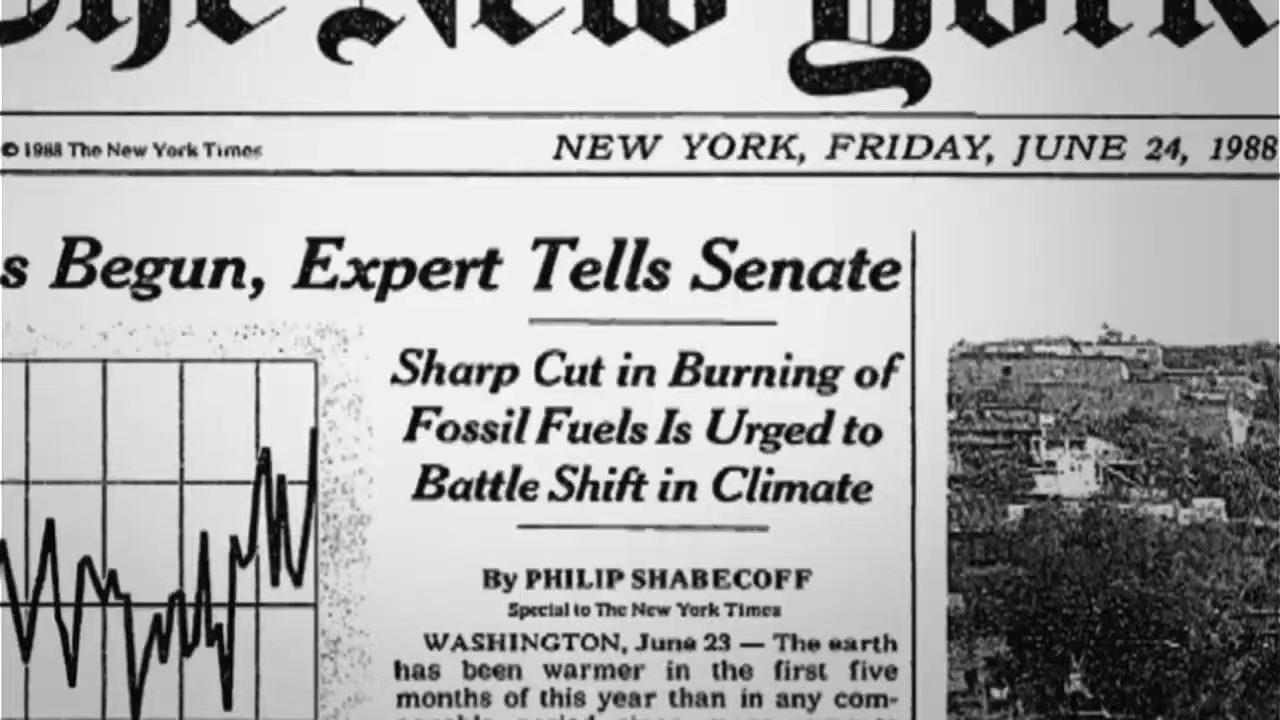 The New York
© 1988 The New York Times
NEW YORK, FRIDAY, JUNE 24, 1988
s Begun, Expert Tells Senate
Sharp Cut in Burning of
Fossil Fuels Is Urged to
Battle Shift in Climate
By PHILIP SHABECOFF
Special to The New York Times
WASHINGTON, June 23 — The earth
has been warmer in the first five
months of this year than in any com-